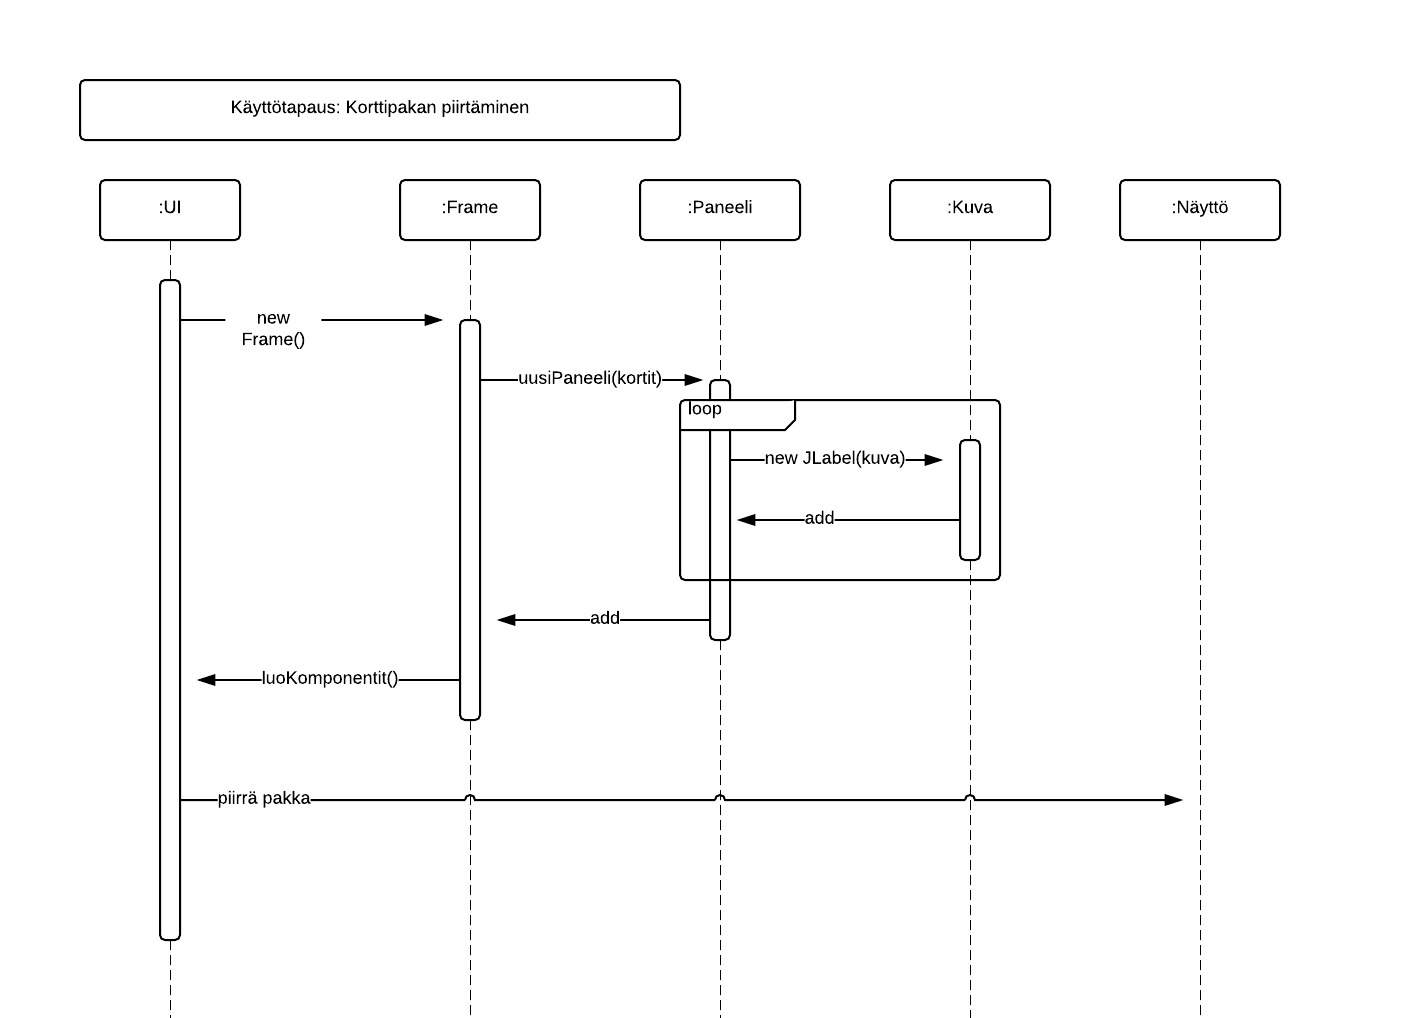 Käyttötapaus: Korttipakan piirtäminen
:UI
:Frame
:Paneeli
:Kuva
:Näyttö
new
Frame()
uusiPaneeli(kortit)
loop
new JLabel(kuva)
add
add
luoKomponentit()
piirrä pakka